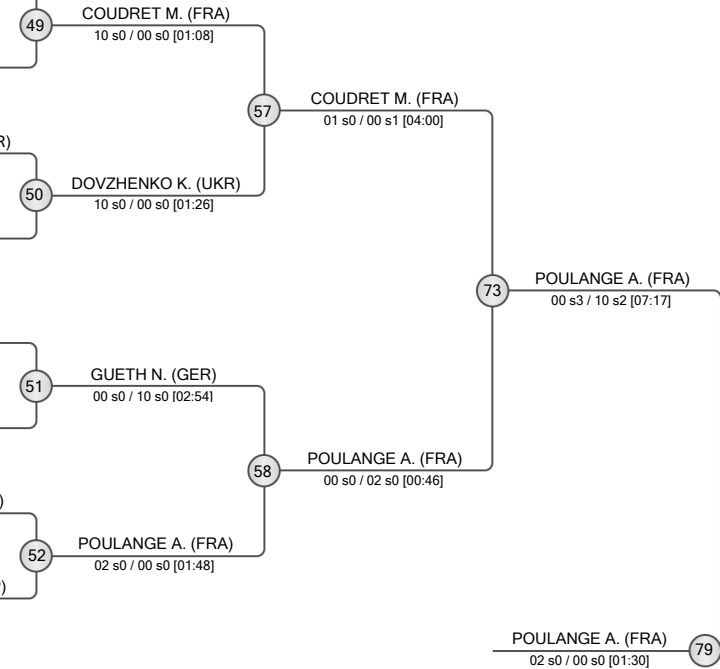 COUDRET M. (FRA)
49
10 s0 / 00 s0 [01:08]
COUDRET M. (FRA)
57
01 s0 / 00 s1 [04:00]
R)
DOVZHENKO K. (UKR)
50
10 s0 / 00 s0 [01:26]
POULANGE A. (FRA)
73
00 s3 / 10 s2 [07:17]
GUETH N. (GER)
51
00 s0 / 10 s0 [02:54]
POULANGE A. (FRA)
58
00 s0 / 02 s0 [00:46]
)
POULANGE A. (FRA)
52
02 s0 / 00 s0 [01:48]
)
POULANGE A. (FRA)
79
02 s0 / 00 s0 [01:30]